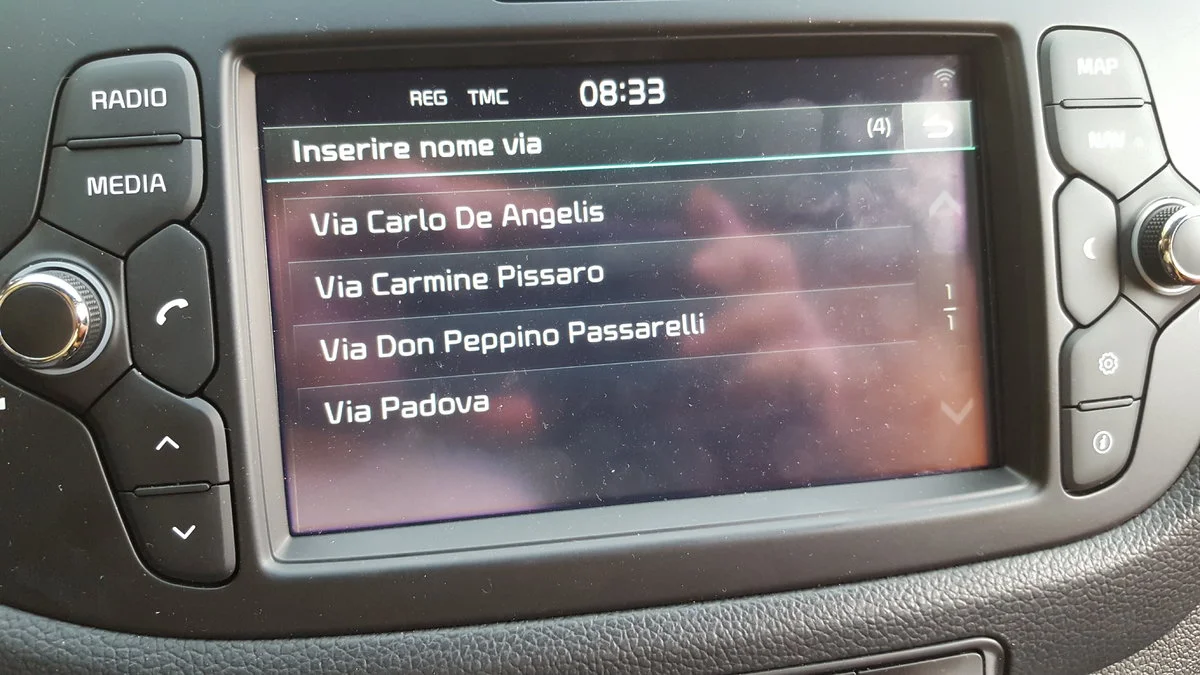 RADIO
MEDIA
REG TMC 08:33
Inserire nome via (4)
Via Carlo De Angelis
Via Carmine Pissaro
Via Don Peppino Passarelli
Via Padova
1
1
MAP
NAV